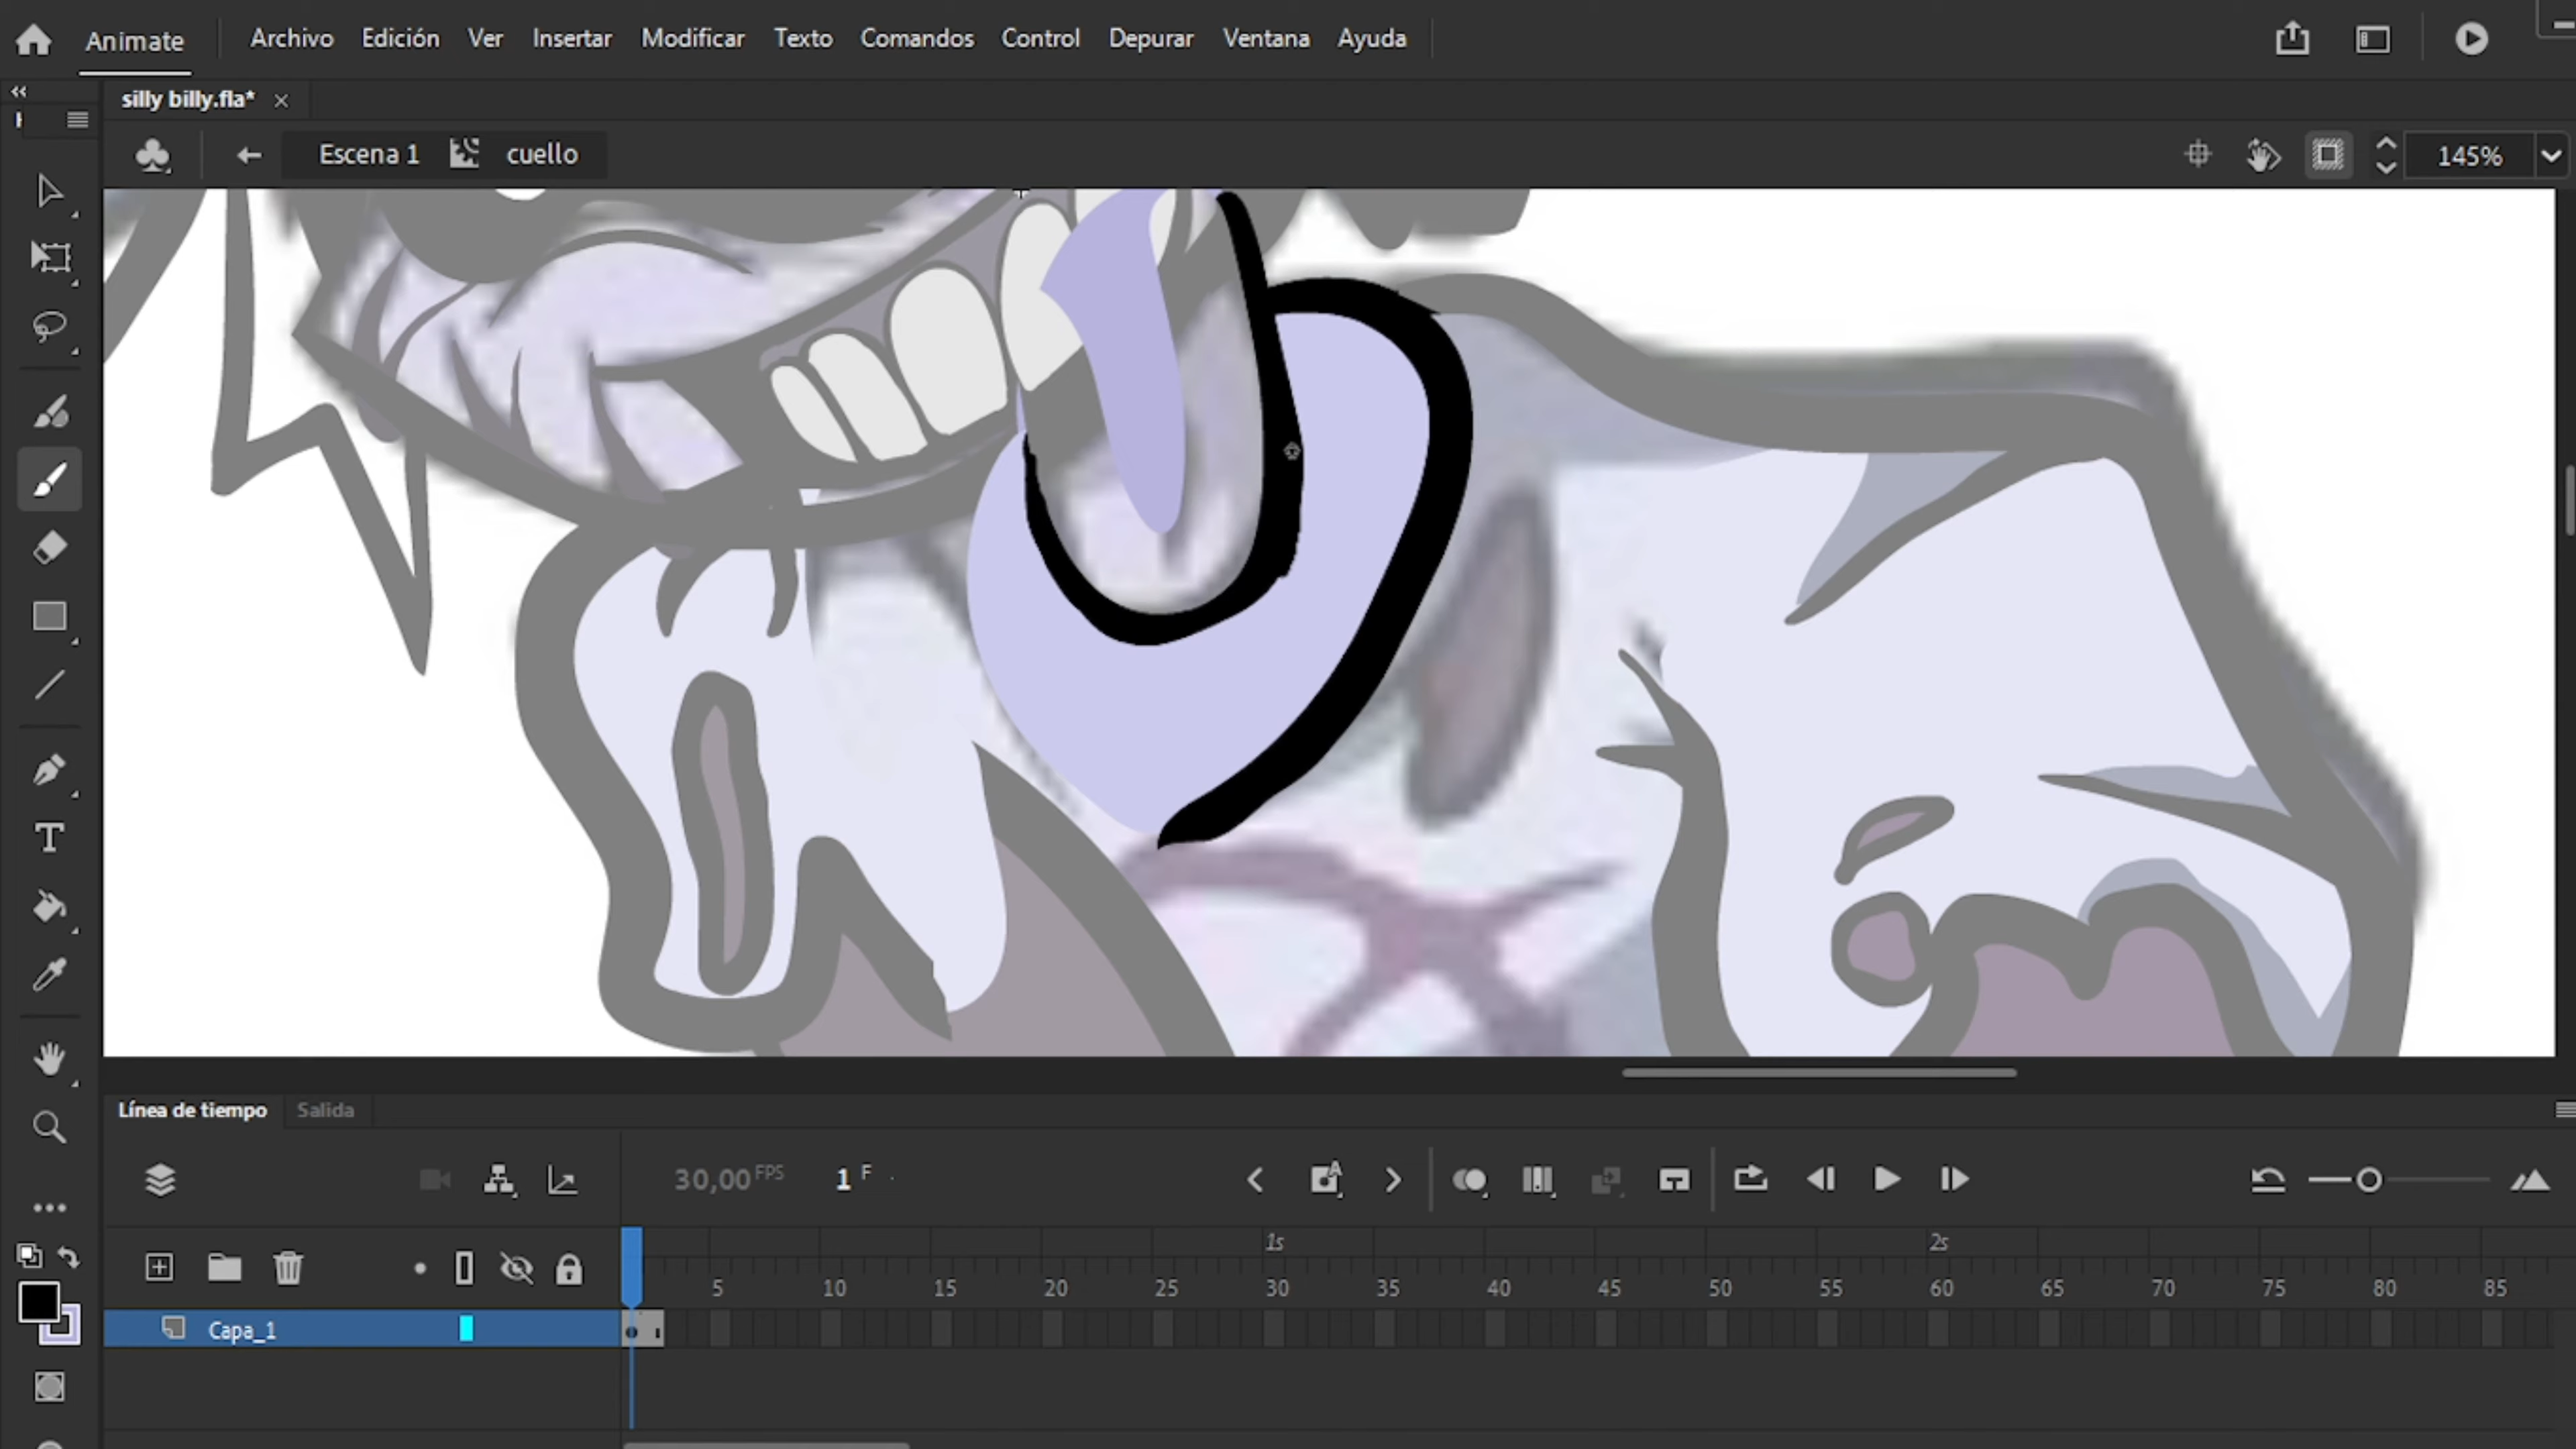 Animate Archivo Edición Ver Insertar Modificar Texto Comandos Control Depurar Ventana Ayuda
silly billy.fla* ×
Escena 1 cuello 145%
Línea de tiempo Salida
30,00 FPS 1 F
1s 2s
5 10 15 20 25 30 35 40 45 50 55 60 65 70 75 80 85
Capa_1